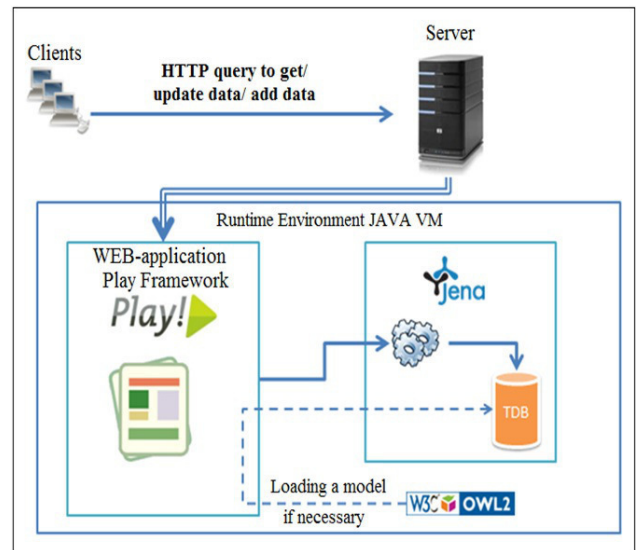 Clients
Server
HTTP query to get/
update data/ add data
Runtime Environment JAVA VM
WEB-application
Play Framework
Play!
Jena
TDB
Loading a model
if necessary
W3C OWL2